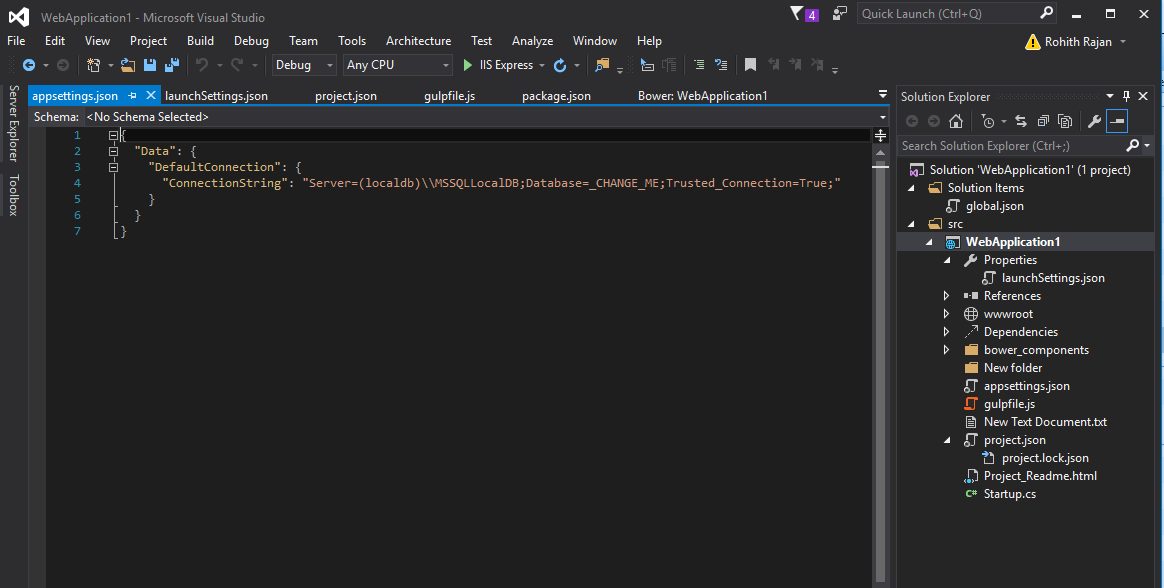 WebApplication1 - Microsoft Visual Studio
4
Quick Launch (Ctrl+Q)
File Edit View Project Build Debug Team Tools Architecture Test Analyze Window Help
Rohith Rajan
Debug Any CPU IIS Express
Server Explorer
Toolbox
appsettings.json launchSettings.json project.json gulpfile.js package.json Bower: WebApplication1
Schema: <No Schema Selected>
1 {
2 "Data": {
3 "DefaultConnection": {
4 "ConnectionString": "Server=(localdb)\\MSSQLLocalDB;Database=_CHANGE_ME;Trusted_Connection=True;"
5 }
6 }
7 }
Solution Explorer
Search Solution Explorer (Ctrl+;)
Solution 'WebApplication1' (1 project)
Solution Items
global.json
src
WebApplication1
Properties
launchSettings.json
References
wwwroot
Dependencies
bower_components
New folder
appsettings.json
gulpfile.js
New Text Document.txt
project.json
project.lock.json
Project_Readme.html
C# Startup.cs